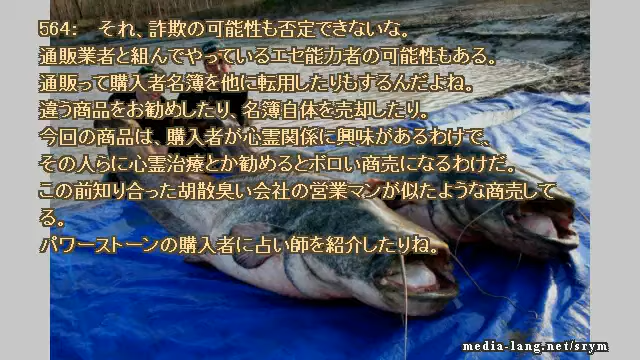 564:　それ、詐欺の可能性も否定できないな。
通販業者と組んでやっているエセ能力者の可能性もある。
通販って購入者名簿を他に転用したりもするんだよね。
違う商品をお勧めしたり、名簿自体を売却したり。
今回の商品は、購入者が心霊関係に興味があるわけで、
その人らに心霊治療とか勧めるとボロい商売になるわけだ。
この前知り合った胡散臭い会社の営業マンが似たような商売して
る。
パワーストーンの購入者に占い師を紹介したりね。
media-lang.net/srym